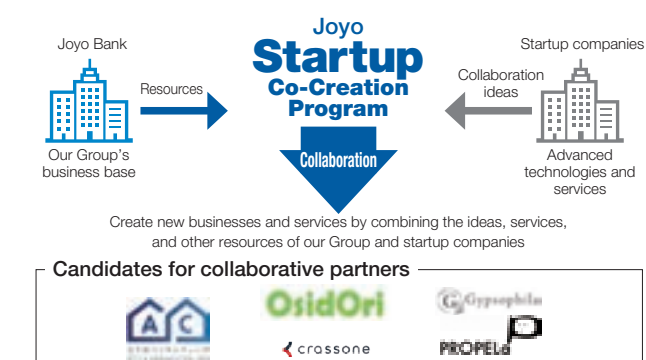 Joyo
Startup
Co-Creation
Program
Joyo Bank
Resources
Our Group's
business base
Startup companies
Collaboration
ideas
Advanced
technologies and
services
Collaboration
Create new businesses and services by combining the ideas, services,
and other resources of our Group and startup companies
Candidates for collaborative partners
AC
OsidOri
Gypsophila
crassone
PROPELa